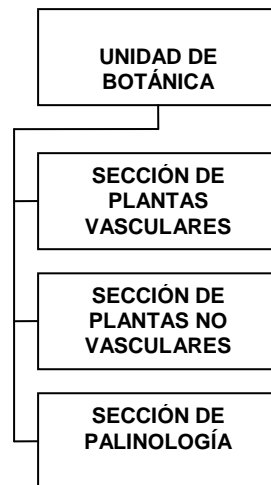 UNIDAD DE
BOTÁNICA
SECCIÓN DE
PLANTAS
VASCULARES
SECCIÓN DE
PLANTAS NO
VASCULARES
SECCIÓN DE
PALINOLOGÍA